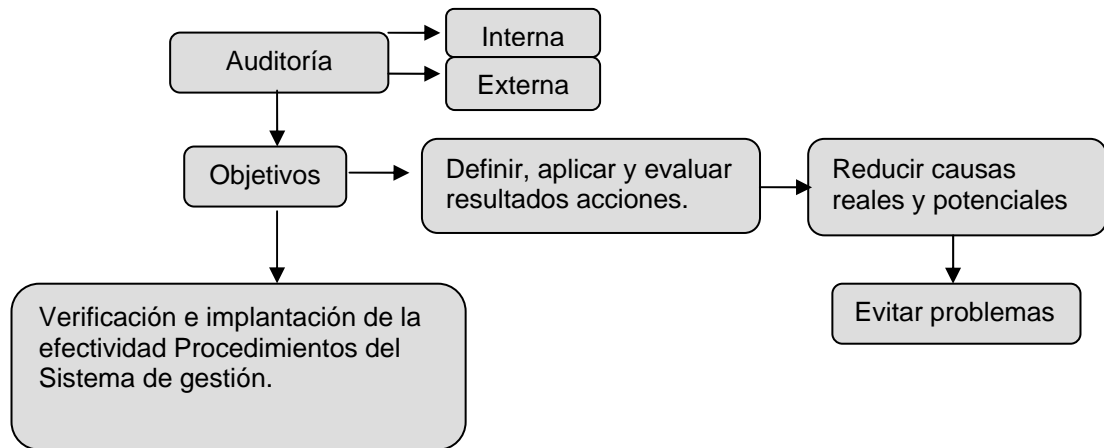 Auditoría
Interna
Externa
Objetivos
Definir, aplicar y evaluar
resultados acciones.
Reducir causas
reales y potenciales
Evitar problemas
Verificación e implantación de la
efectividad Procedimientos del
Sistema de gestión.